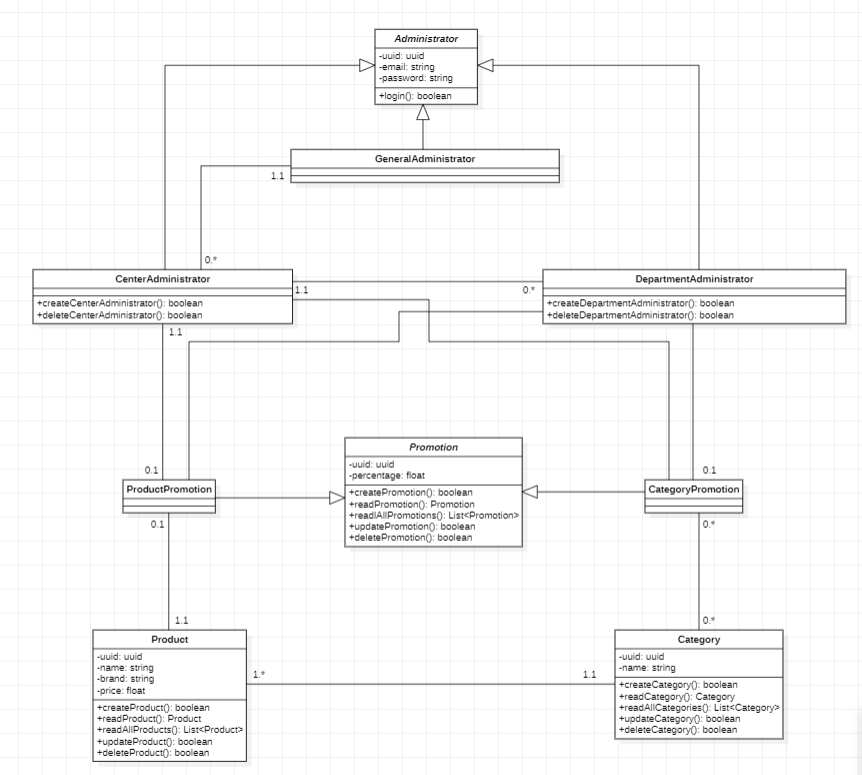 Administrator
-uuid: uuid
-email: string
-password: string
+login(): boolean
GeneralAdministrator
1.1
0.*
CenterAdministrator
+createCenterAdministrator(): boolean
+deleteCenterAdministrator(): boolean
1.1
0.*
DepartmentAdministrator
+createDepartmentAdministrator(): boolean
+deleteDepartmentAdministrator(): boolean
1.1
Promotion
-uuid: uuid
-percentage: float
+createPromotion(): boolean
+readPromotion(): Promotion
+readlAllPromotions(): List<Promotion>
+updatePromotion(): boolean
+deletePromotion(): boolean
0.1
ProductPromotion
0.1
0.1
CategoryPromotion
0.*
1.1
Product
-uuid: uuid
-name: string
-brand: string
-price: float
+createProduct(): boolean
+readProduct(): Product
+readAllProducts(): List<Product>
+updateProduct(): boolean
+deleteProduct(): boolean
1.*
1.1
0.*
Category
-uuid: uuid
-name: string
+createCategory(): boolean
+readCategory(): Category
+readAllCategories(): List<Category>
+updateCategory(): boolean
+deleteCategory(): boolean